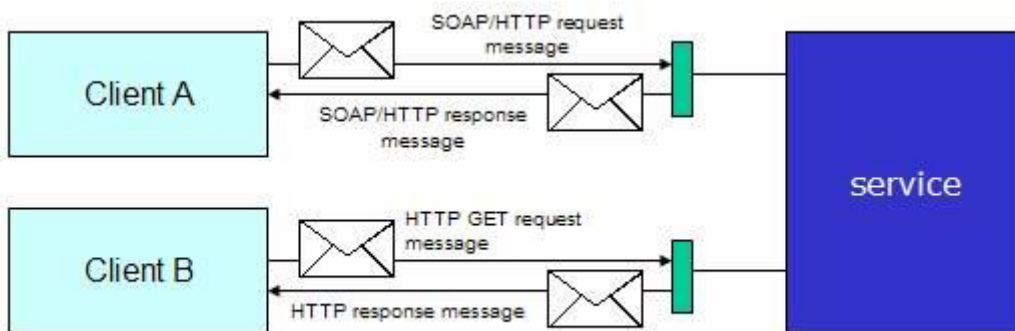 SOAP/HTTP request
message
Client A
SOAP/HTTP response
message
service
HTTP GET request
message
Client B
HTTP response message